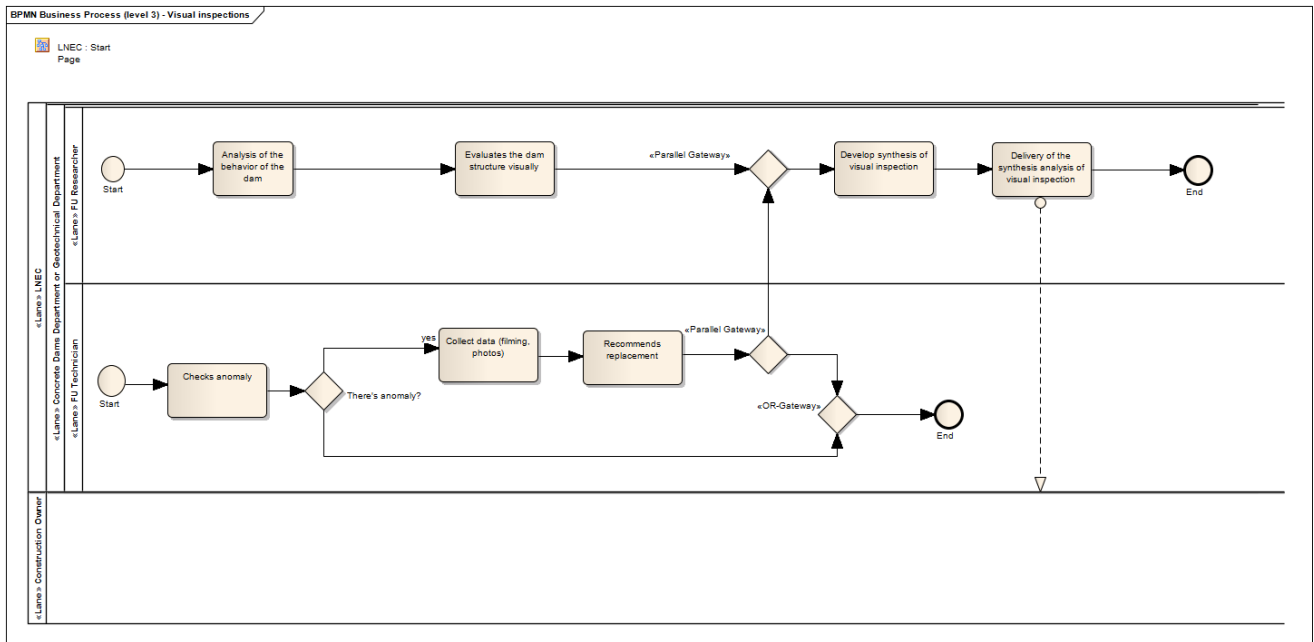 BPMN Business Process (level 3) - Visual inspections
LNEC : Start
Page
«Lane» LNEC
«Lane» Concrete Dams Department or Geotechnical Department
«Lane» FU Researcher
Start
Analysis of the
behavior of the
dam
Evaluates the dam
structure visually
«Parallel Gateway»
Develop synthesis of
visual inspection
Delivery of the
synthesis analysis of
visual inspection
End
«Lane» FU Technician
Start
Checks anomaly
There's anomaly?
yes
Collect data (filming,
photos)
Recommends
replacement
«Parallel Gateway»
«OR-Gateway»
End
«Lane» Construction Owner